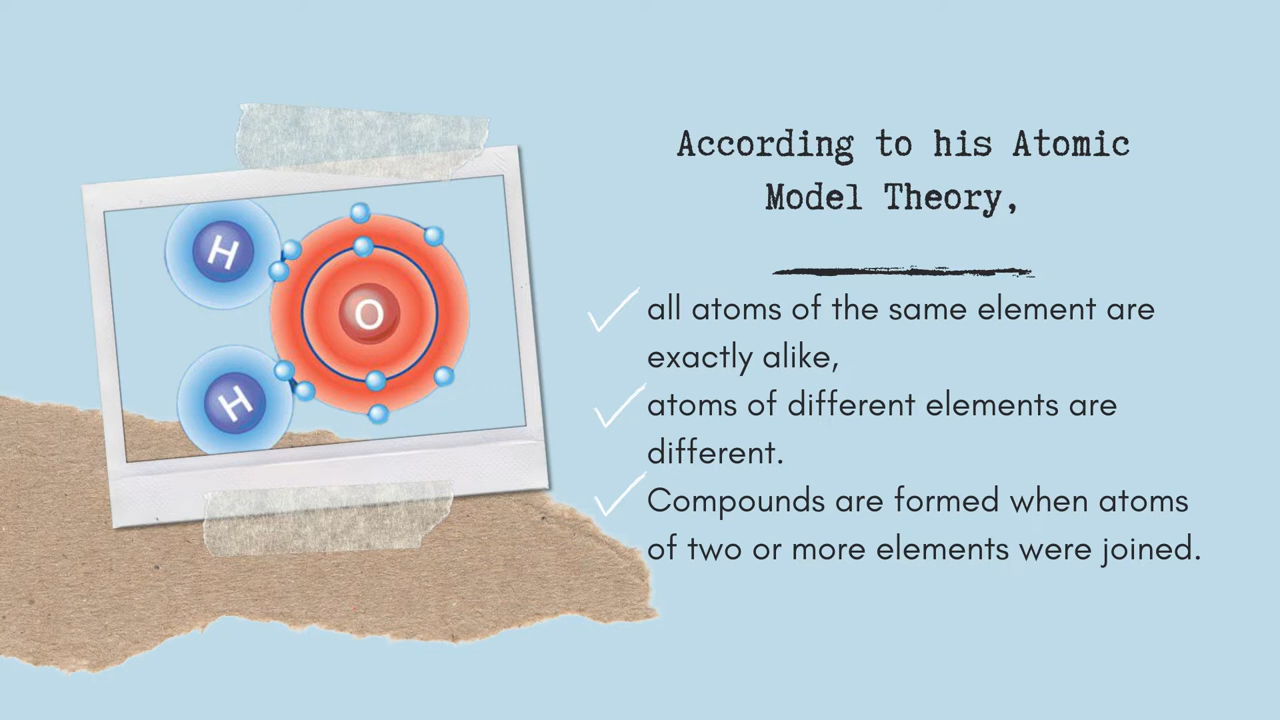 H
O
H
According to his Atomic
Model Theory,
all atoms of the same element are
exactly alike,
atoms of different elements are
different.
Compounds are formed when atoms
of two or more elements were joined.